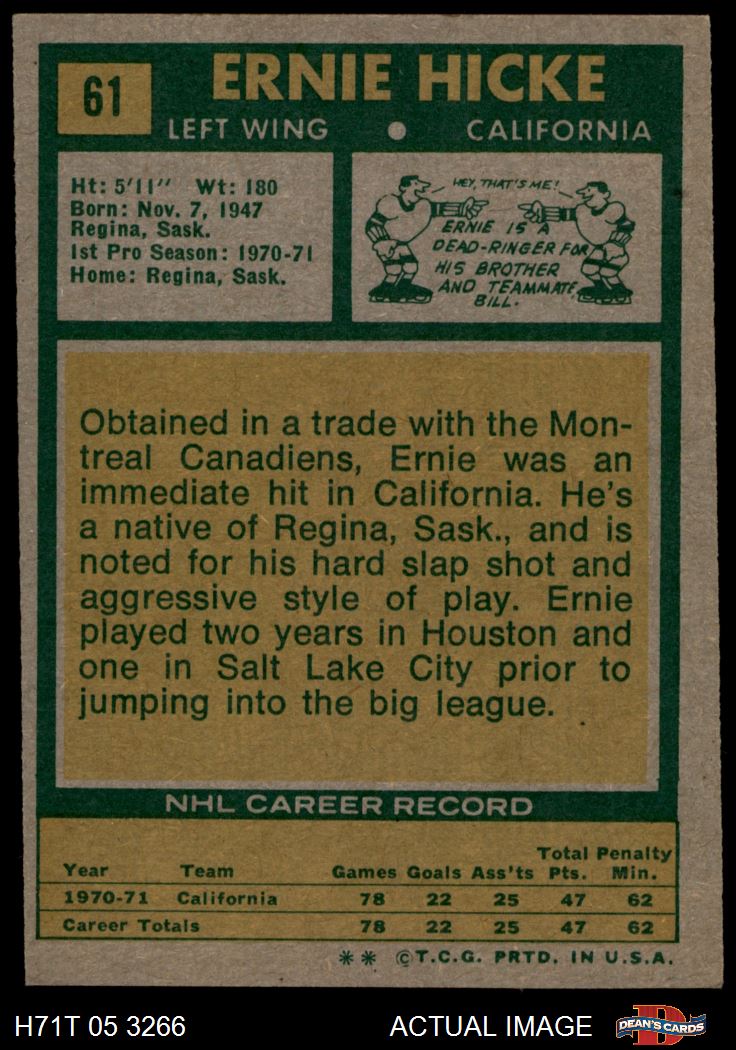 61
ERNIE HICKE
LEFT WING • CALIFORNIA
Ht: 5'11" Wt: 180
Born: Nov. 7, 1947
Regina, Sask.
1st Pro Season: 1970-71
Home: Regina, Sask.
HEY, THAT'S ME!
ERNIE IS A
DEAD-RINGER FOR
HIS BROTHER
AND TEAMMATE,
BILL.
Obtained in a trade with the Mon-
treal Canadiens, Ernie was an
immediate hit in California. He's
a native of Regina, Sask., and is
noted for his hard slap shot and
aggressive style of play. Ernie
played two years in Houston and
one in Salt Lake City prior to
jumping into the big league.
NHL CAREER RECORD
Total Penalty
Year Team Games Goals Ass'ts Pts. Min.
1970-71 California 78 22 25 47 62
Career Totals 78 22 25 47 62
** ©T.C.G. PRTD. IN U.S.A.
H71T 05 3266 ACTUAL IMAGE
D
DEAN'S CARDS